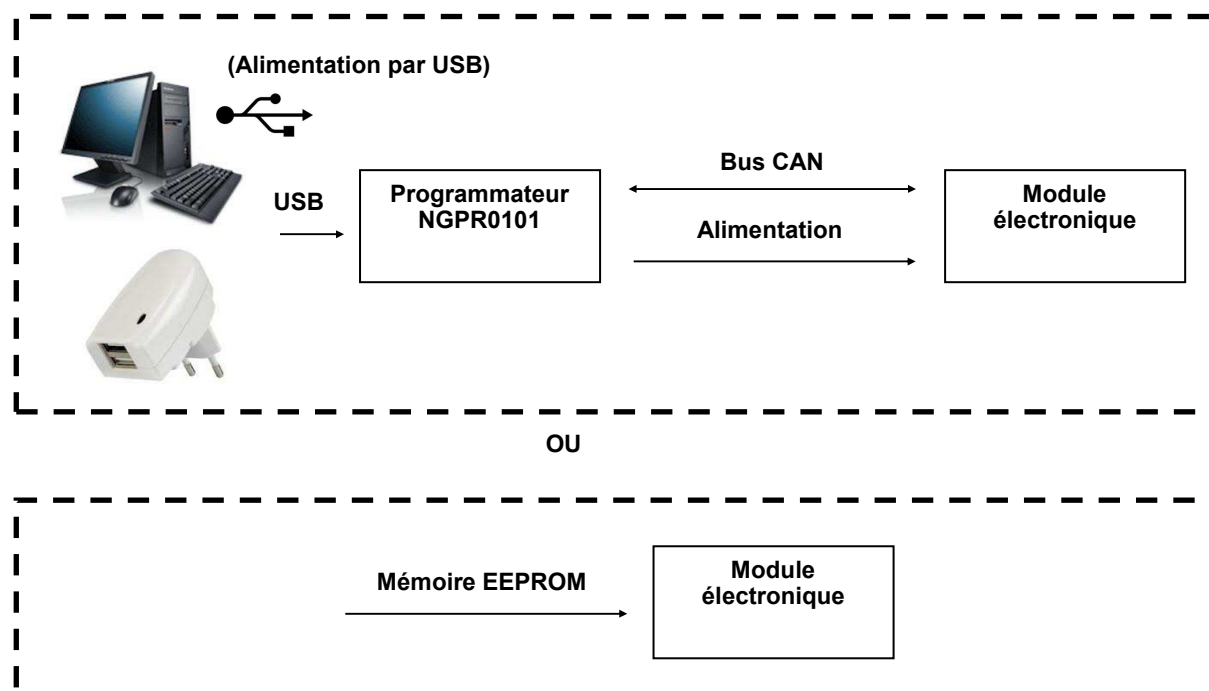 (Alimentation par USB)
USB
Programmateur
NGPR0101
Bus CAN
Alimentation
Module
électronique
OU
Mémoire EEPROM
Module
électronique